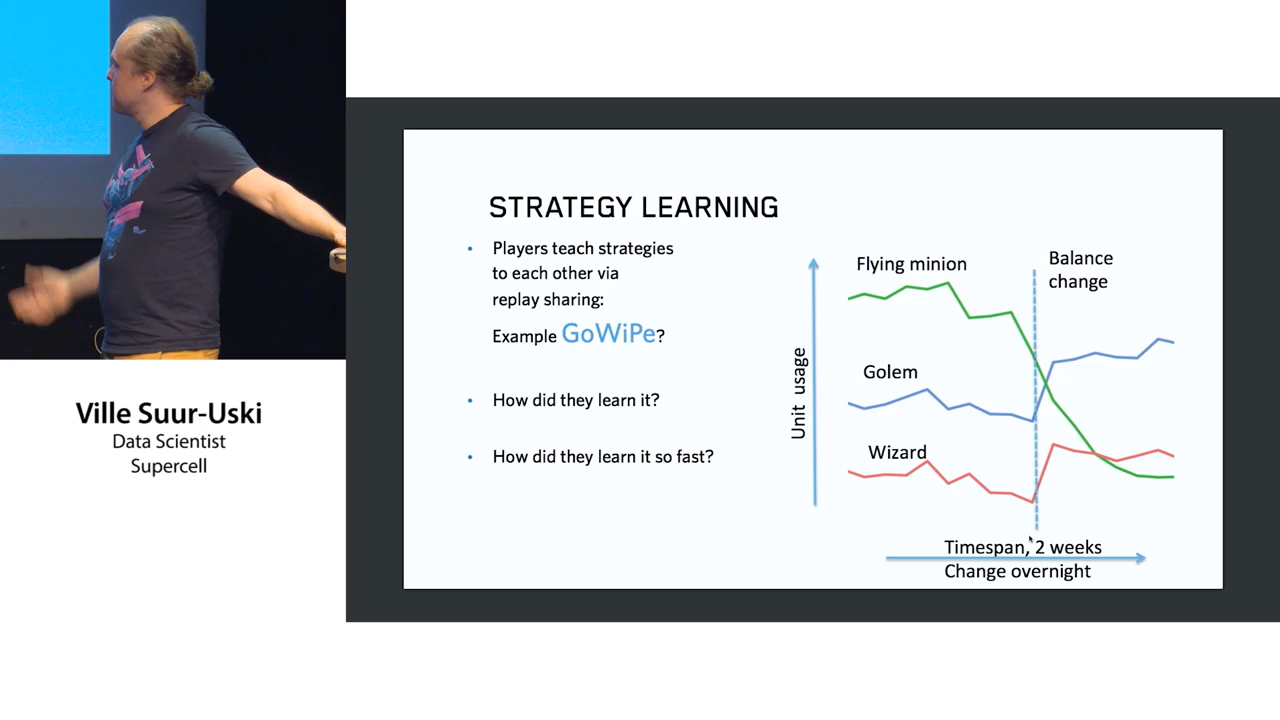 STRATEGY LEARNING
• Players teach strategies
to each other via
replay sharing:
Example GoWiPe?
• How did they learn it?
• How did they learn it so fast?
Flying minion
Balance
change
Golem
Wizard
Unit usage
Timespan, 2 weeks
Change overnight
Ville Suur-Uski
Data Scientist
Supercell